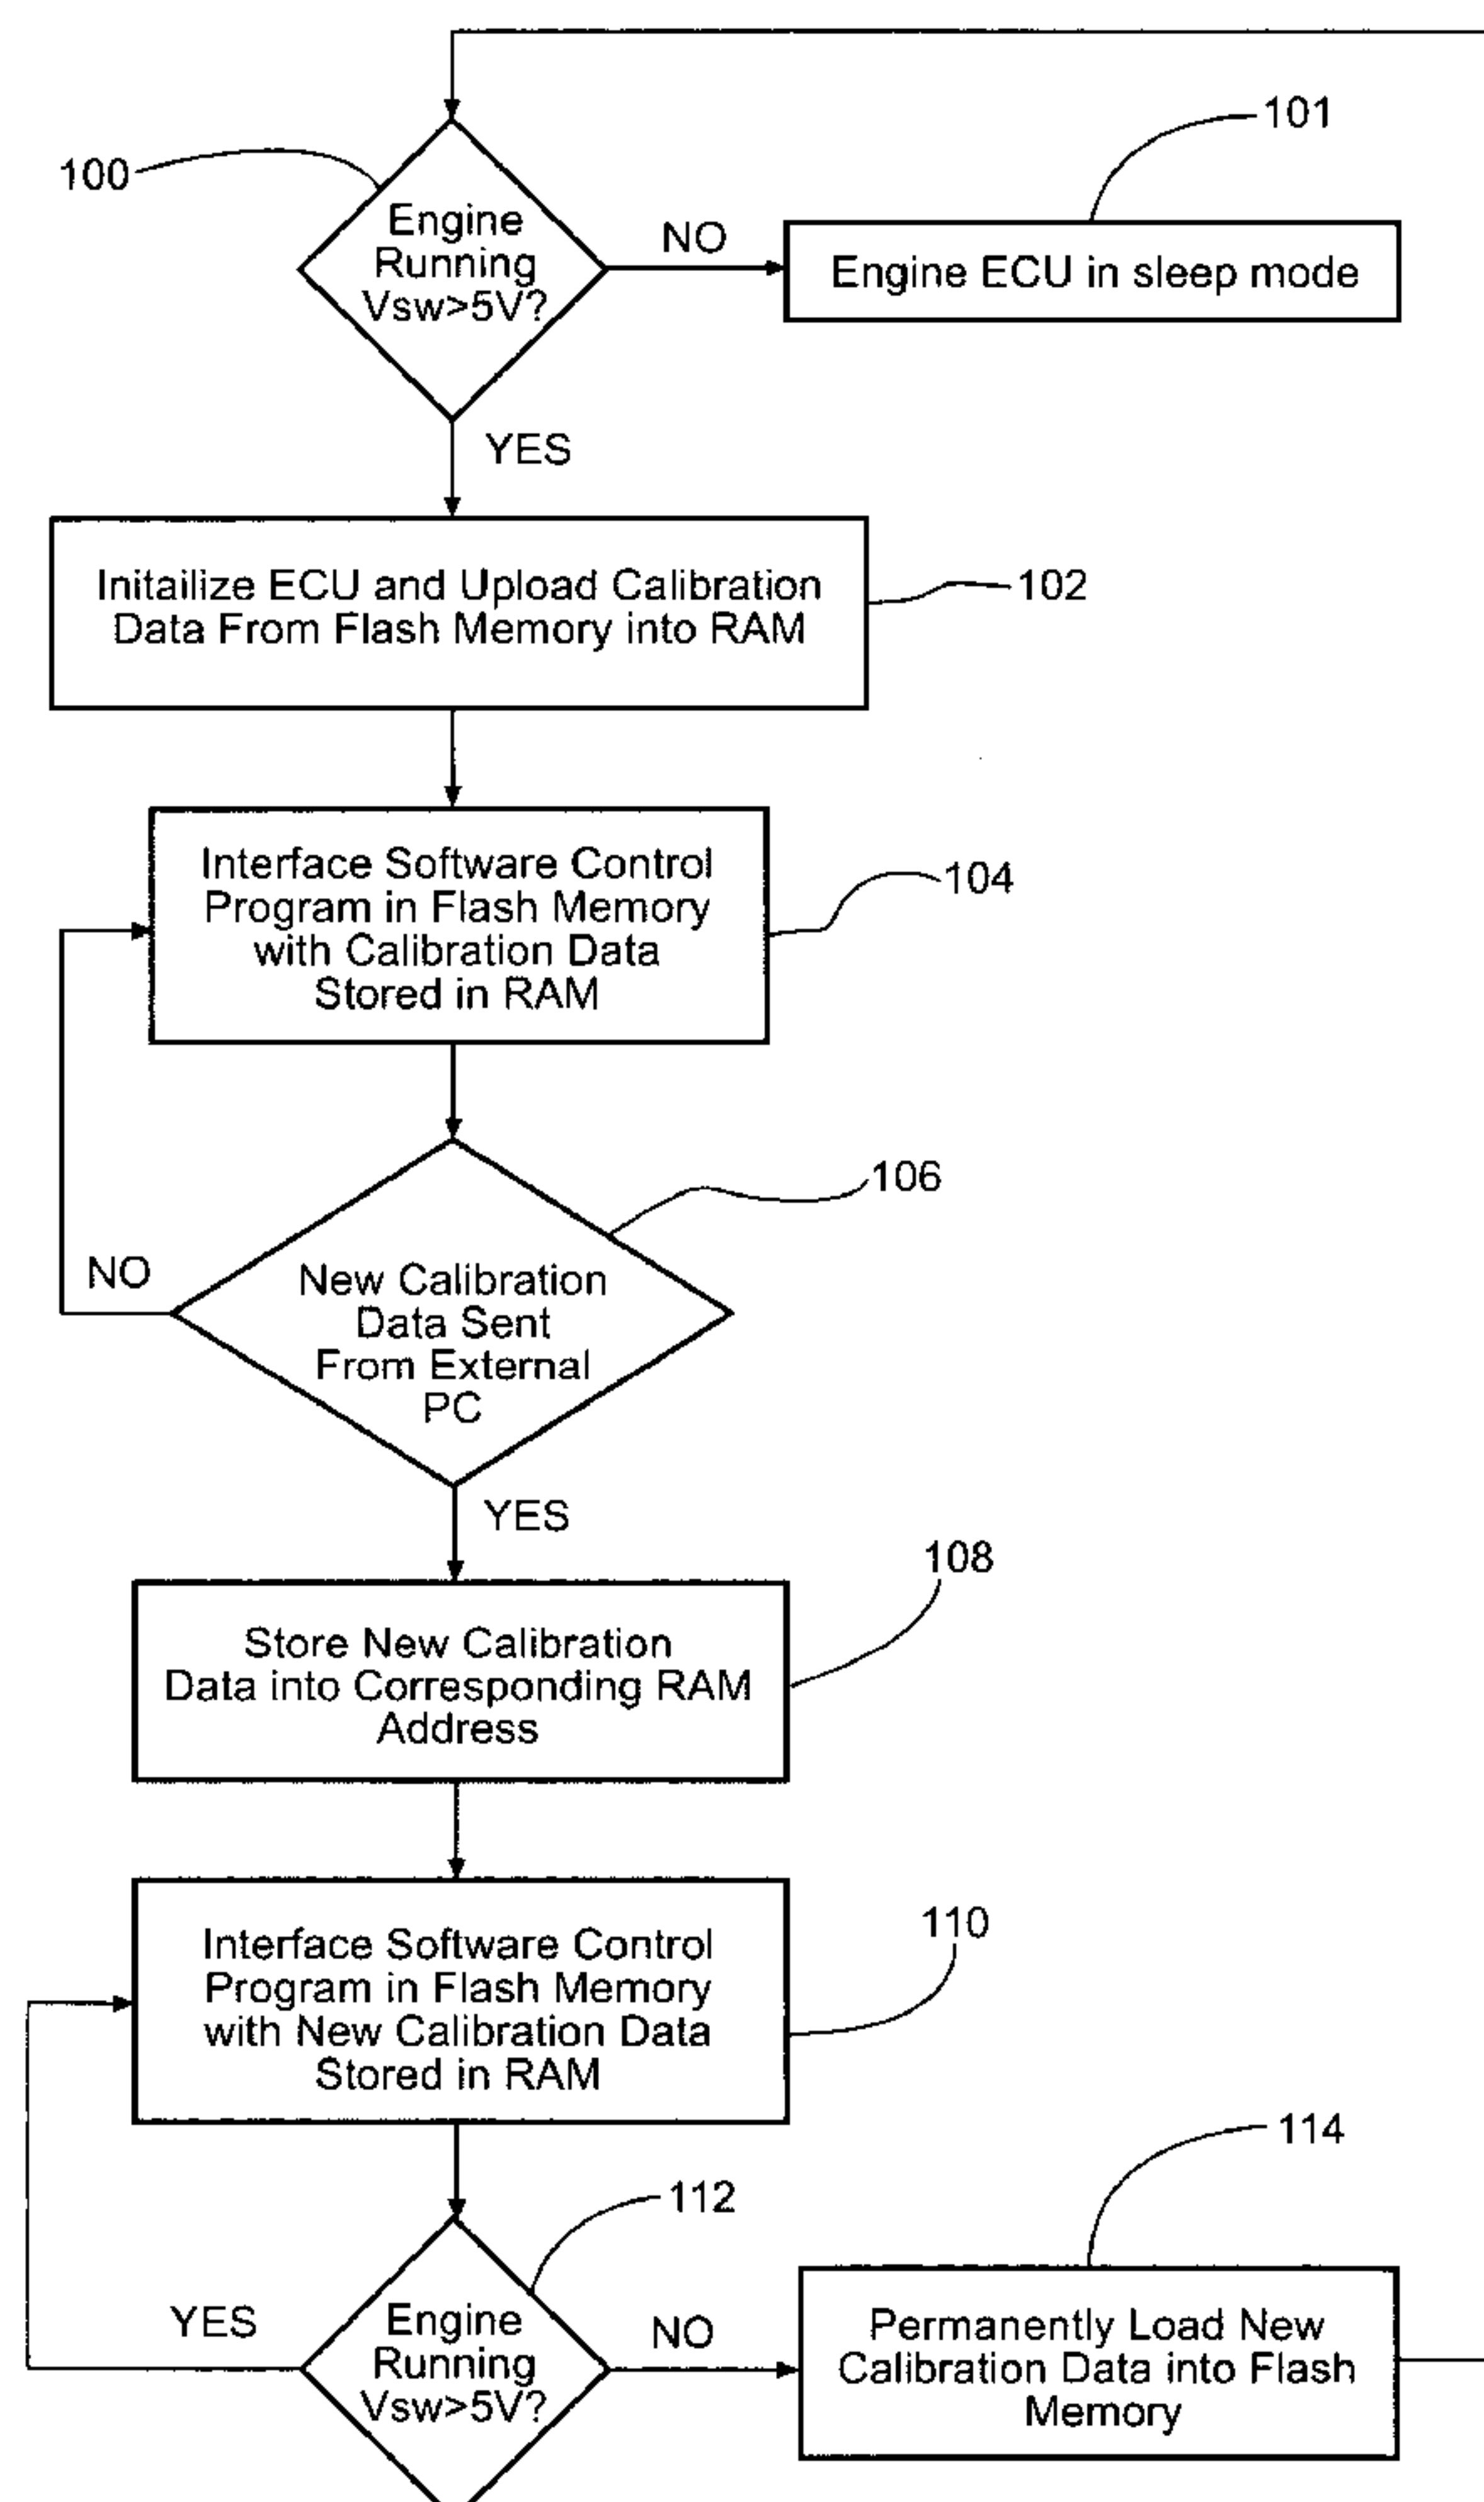 101
100
Engine
Running
Vsw>5V?
NO
Engine ECU in sleep mode
YES
Initailize ECU and Upload Calibration
Data From Flash Memory into RAM
102
Interface Software Control
Program in Flash Memory
with Calibration Data
Stored in RAM
104
106
NO
New Calibration
Data Sent
From External
PC
YES
108
Store New Calibration
Data into Corresponding RAM
Address
110
Interface Software Control
Program in Flash Memory
with New Calibration Data
Stored in RAM
114
112
YES
Engine
Running
Vsw>5V?
NO
Permanently Load New
Calibration Data into Flash
Memory